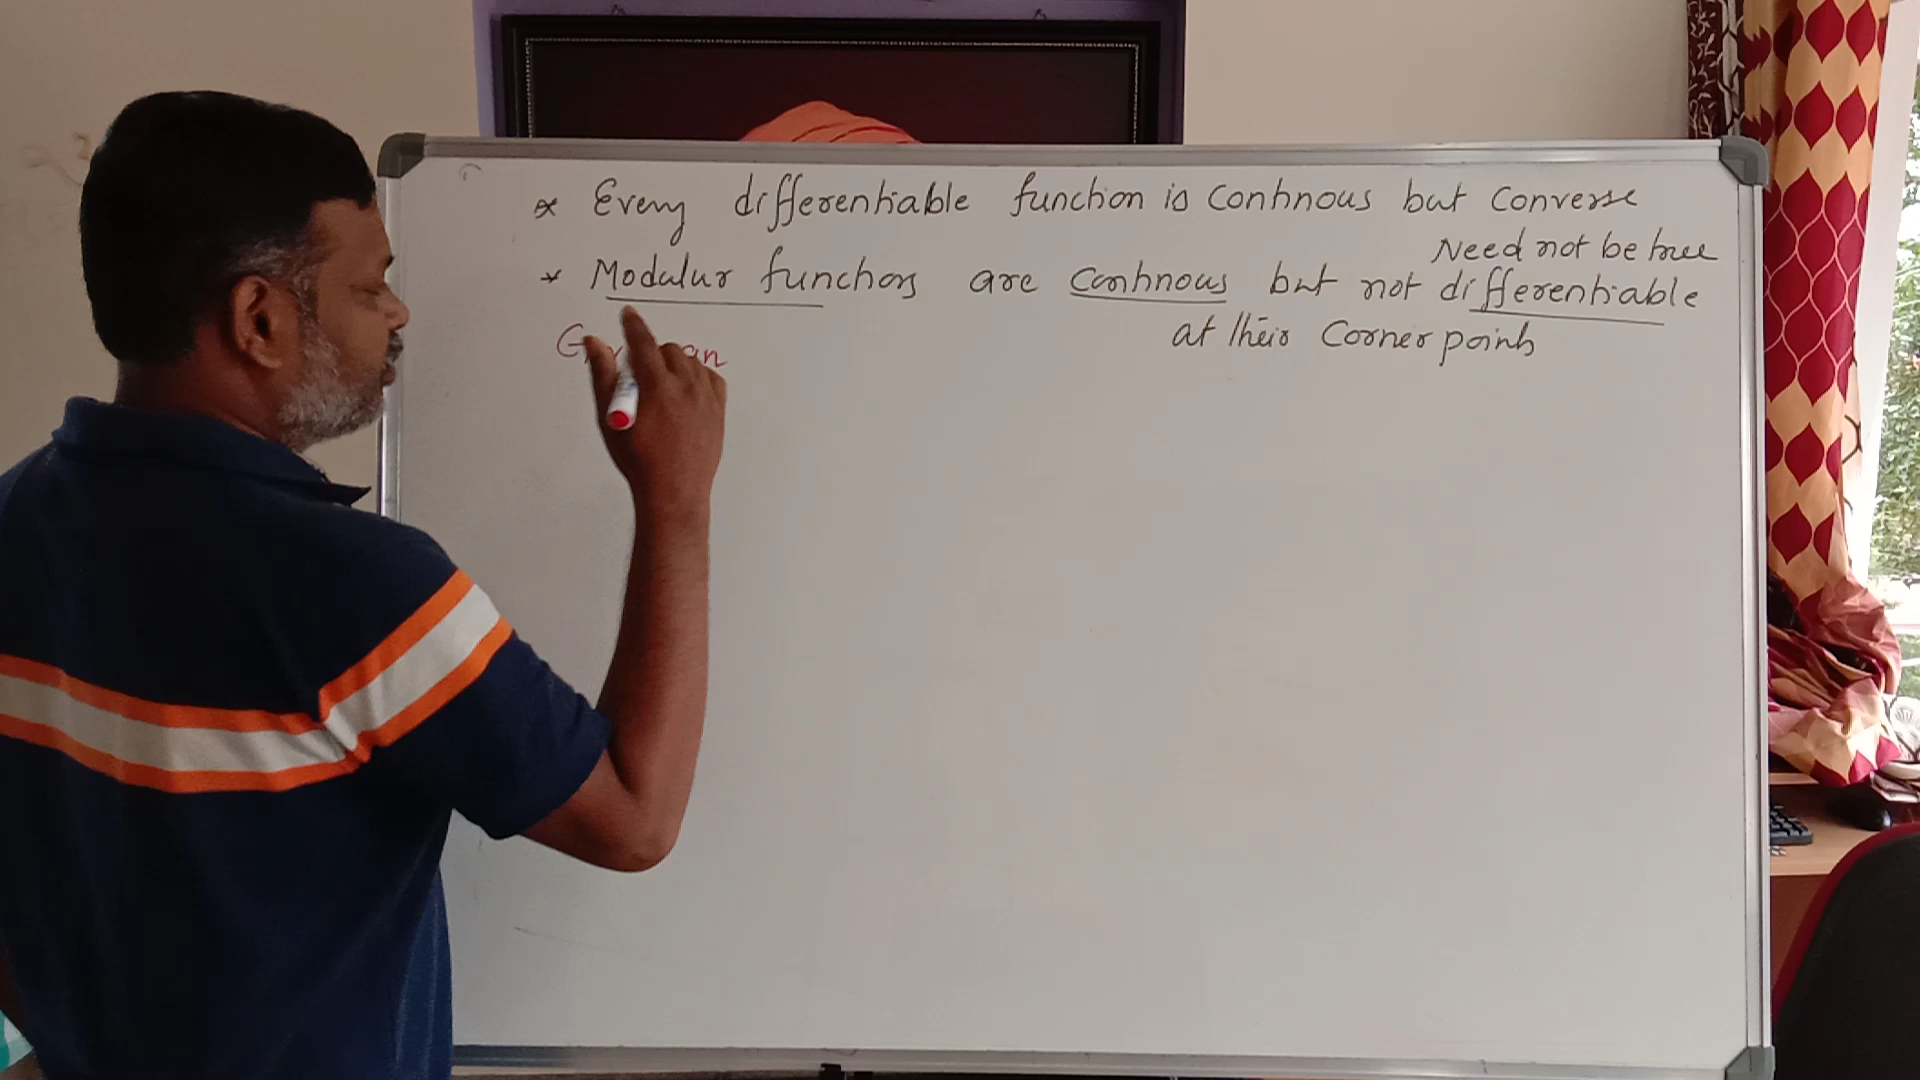 * Every differentiable function is continous but converse
Need not be true
* Modulur functions are continous but not differentiable
at their corner points
an